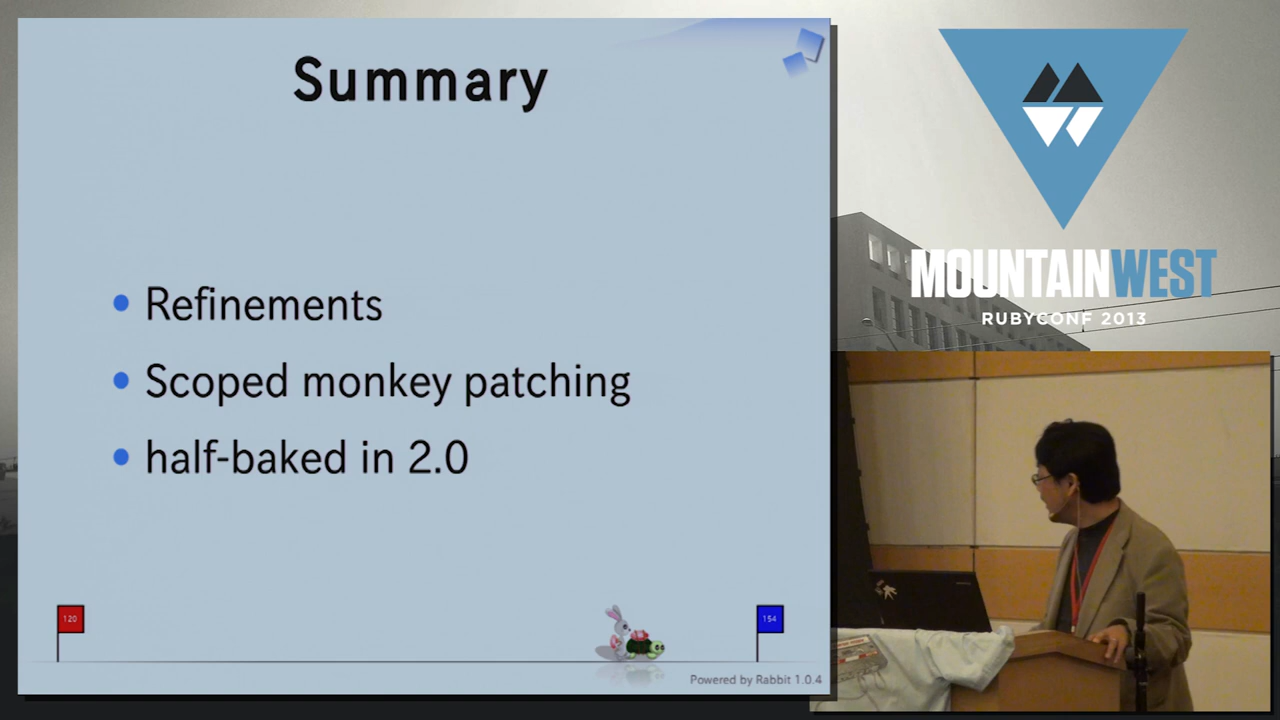 Summary
Refinements
Scoped monkey patching
half-baked in 2.0
120
154
Powered by Rabbit 1.0.4
MOUNTAINWEST
RUBYCONF 2013